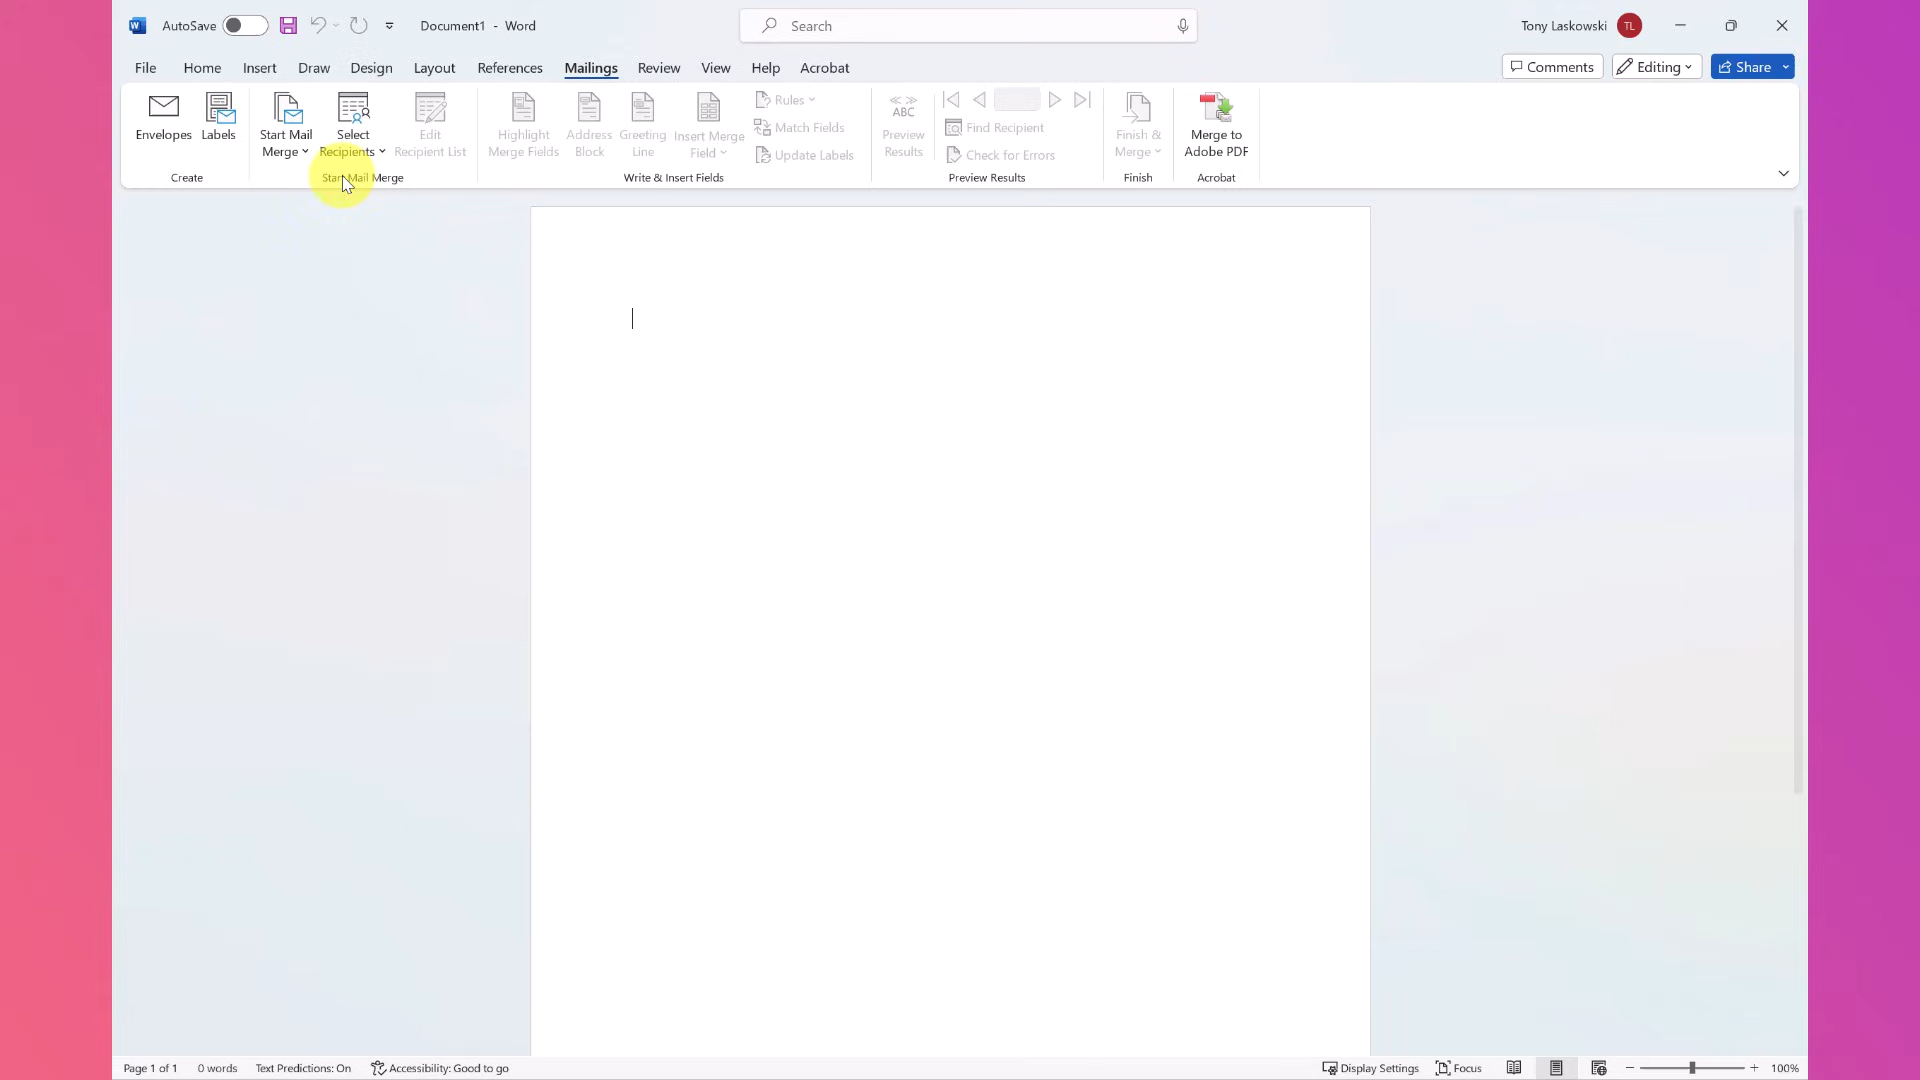 W AutoSave Document1 - Word Search Tony Laskowski TL
File Home Insert Draw Design Layout References Mailings Review View Help Acrobat Comments Editing Share
Envelopes
Labels
Start Mail
Merge
Select
Recipients
Edit
Recipient List
Highlight
Merge Fields
Address
Block
Greeting
Line
Insert Merge
Field
Rules
Match Fields
Update Labels
ABC
Preview
Results
Find Recipient
Check for Errors
Finish &
Merge
Merge to
Adobe PDF
Create Start Mail Merge Write & Insert Fields Preview Results Finish Acrobat
Page 1 of 1 0 words Text Predictions: On Accessibility: Good to go Display Settings Focus 100%